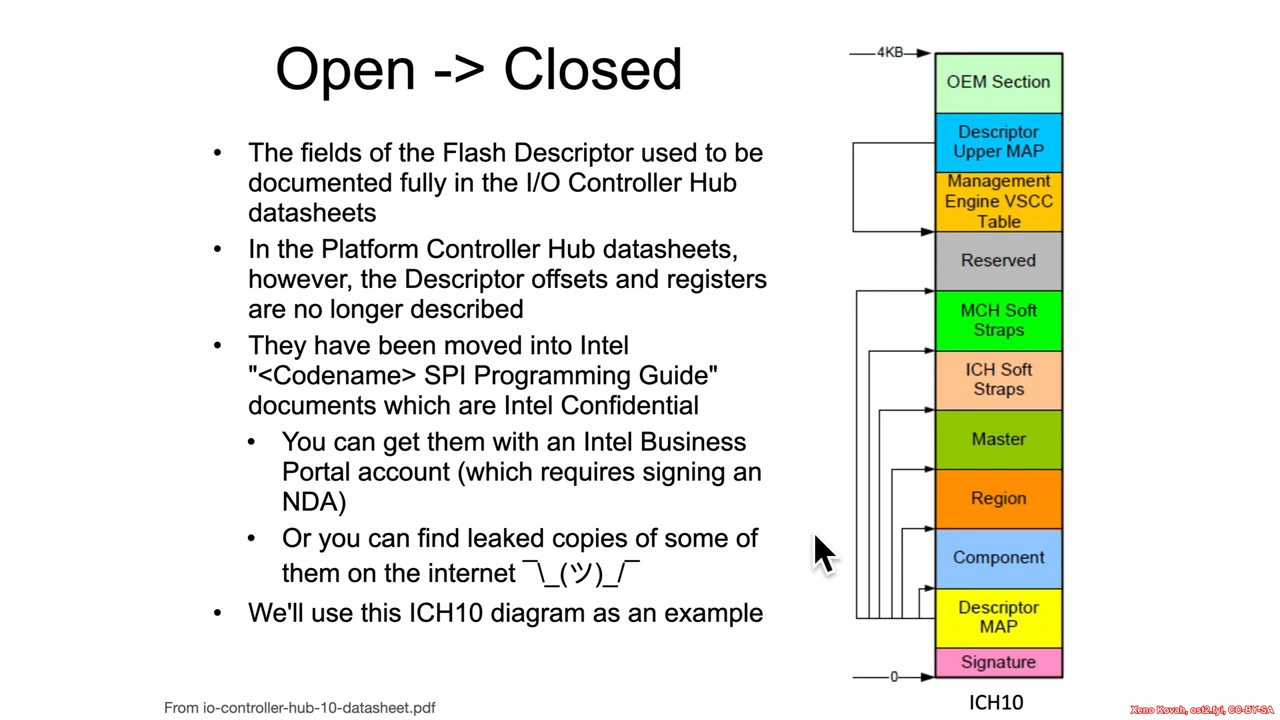 Open -> Closed
• The fields of the Flash Descriptor used to be
documented fully in the I/O Controller Hub
datasheets
• In the Platform Controller Hub datasheets,
however, the Descriptor offsets and registers
are no longer described
• They have been moved into Intel
"<Codename> SPI Programming Guide"
documents which are Intel Confidential
• You can get them with an Intel Business
Portal account (which requires signing an
NDA)
• Or you can find leaked copies of some of
them on the internet ¯\_(ツ)_/¯
• We'll use this ICH10 diagram as an example
From io-controller-hub-10-datasheet.pdf
4KB
OEM Section
Descriptor
Upper MAP
Management
Engine VSCC
Table
Reserved
MCH Soft
Straps
ICH Soft
Straps
Master
Region
Component
Descriptor
MAP
Signature
0
ICH10
Xeno Kovah, ost2.fyi, CC-BY-SA